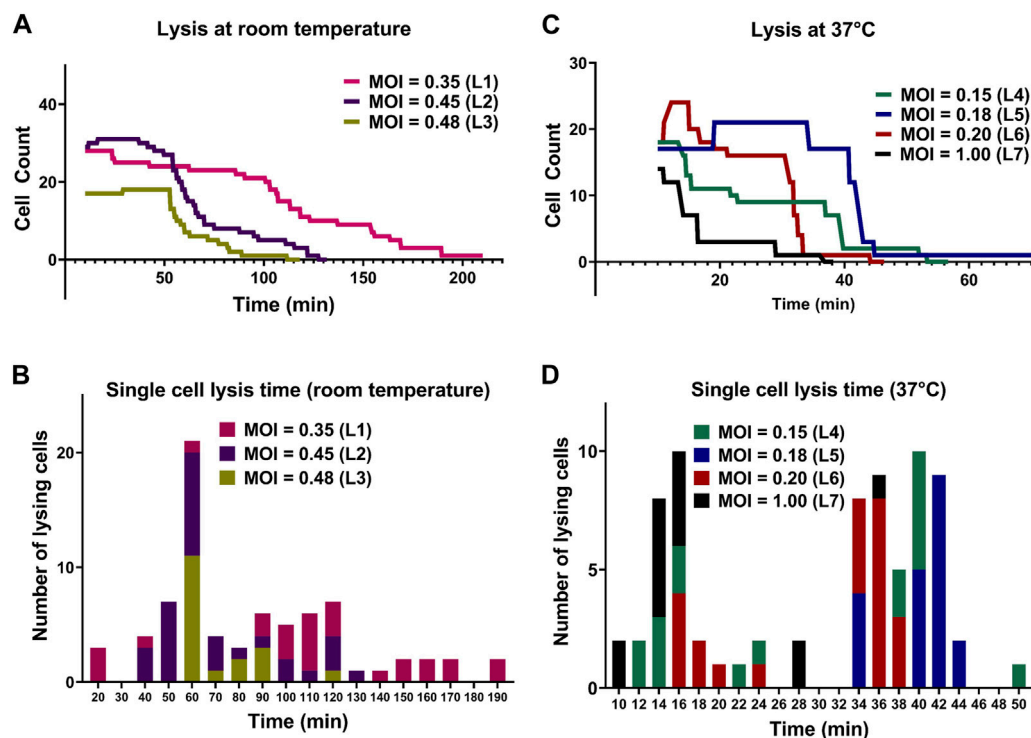 A
Lysis at room temperature
MOI = 0.35 (L1)
MOI = 0.45 (L2)
MOI = 0.48 (L3)
Cell Count
40
20
0
50
100
150
200
Time (min)
C
Lysis at 37°C
MOI = 0.15 (L4)
MOI = 0.18 (L5)
MOI = 0.20 (L6)
MOI = 1.00 (L7)
Cell Count
30
20
10
0
20
40
60
Time (min)
B
Single cell lysis time (room temperature)
MOI = 0.35 (L1)
MOI = 0.45 (L2)
MOI = 0.48 (L3)
Number of lysing cells
20
10
0
20 30 40 50 60 70 80 90 100 110 120 130 140 150 160 170 180 190
Time (min)
D
Single cell lysis time (37°C)
MOI = 0.15 (L4)
MOI = 0.18 (L5)
MOI = 0.20 (L6)
MOI = 1.00 (L7)
Number of lysing cells
10
5
0
10 12 14 16 18 20 22 24 26 28 30 32 34 36 38 40 42 44 46 48 50
Time (min)